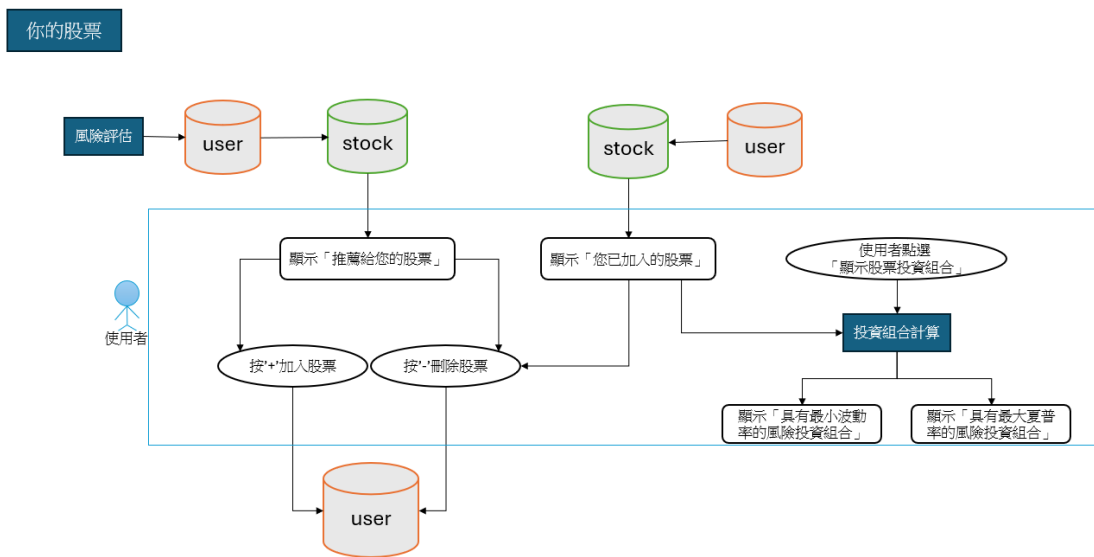 你的股票
風險評估
user
stock
stock
user
顯示「推薦給您的股票」
顯示「您已加入的股票」
使用者點選
「顯示股票投資組合」
使用者
投資組合計算
按'+'加入股票
按'-'刪除股票
顯示「具有最小波動
率的風險投資組合」
顯示「具有最大夏普
率的風險投資組合」
user